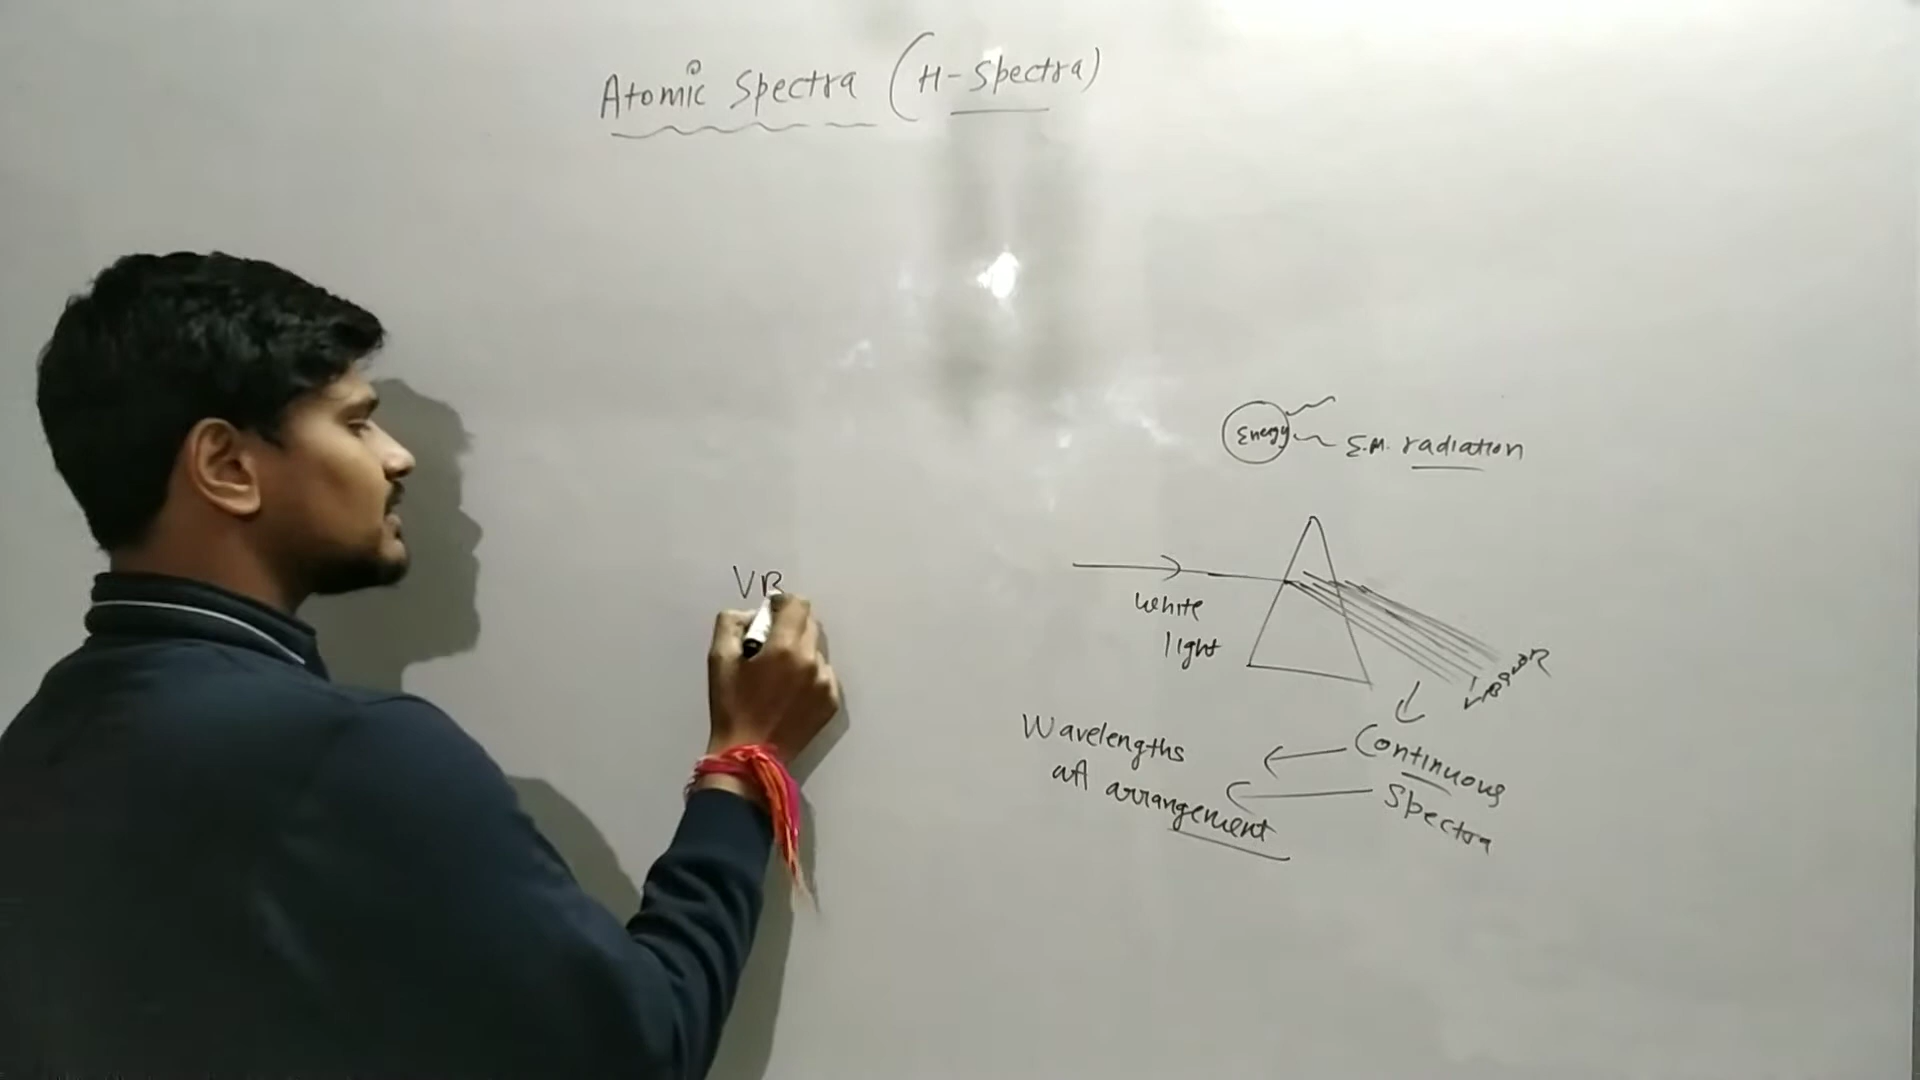 Atomic Spectra (H-Spectra)
Energy
E.M. radiation
VB
White
light
Continuous
Spectra
Wavelengths
arrangement